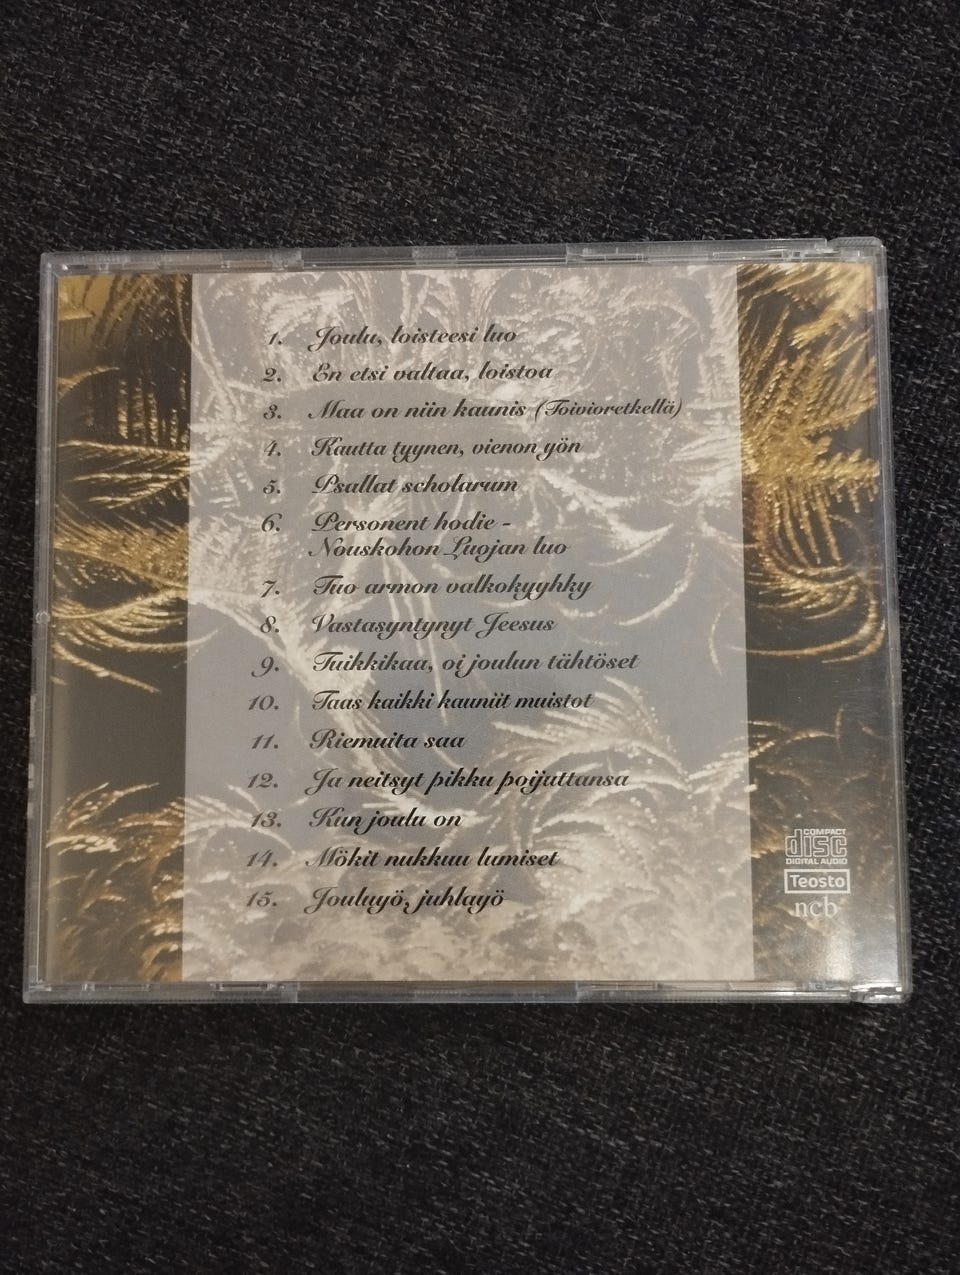 1. Joulu, loisteesi luo
2. En etsi valtaa, loistoa
3. Maa on niin kaunis (Toivioretkellä)
4. Kautta tyynen, vienon yön
5. Psallat scholarum
6. Personent hodie -
Nouskohon Luojan luo
7. Tuo armon valkokyyhky
8. Vastasyntynyt Jeesus
9. Tuikkikaa, oi joulun tähtöset
10. Taas kaikki kauniit muistot
11. Riemuita saa
12. Ja neitsyt pikku poijuttansa
13. Kun joulu on
14. Mökit nukkuu lumiset
15. Jouluyö, juhlayö
COMPACT
disc
DIGITAL AUDIO
Teosto
ncb